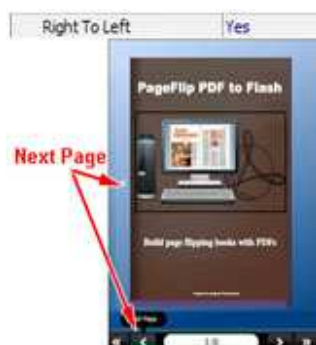 Right To Left Yes
PageFlip PDF to Flash
Next Page
Build page flipping books with PDFs